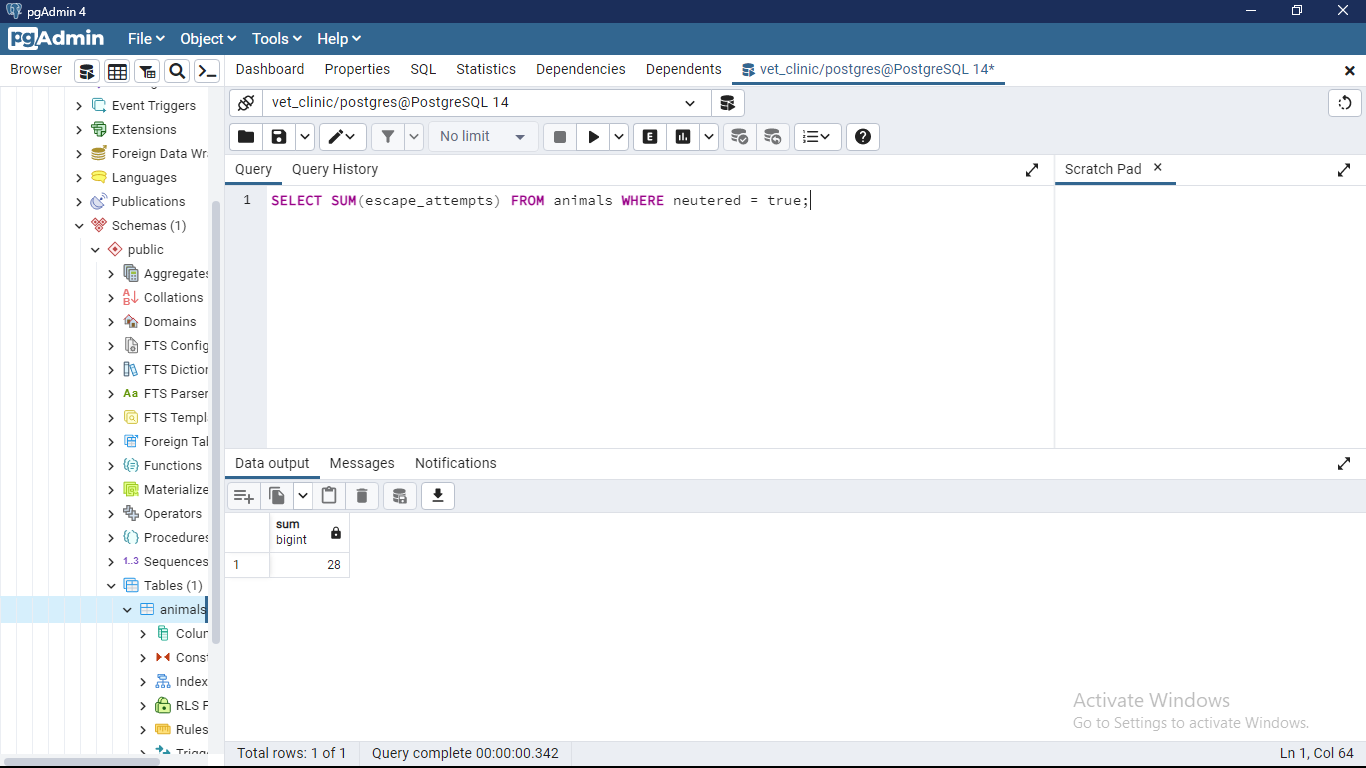 pgAdmin 4
pgAdmin File Object Tools Help
Browser
Dashboard Properties SQL Statistics Dependencies Dependents vet_clinic/postgres@PostgreSQL 14*
vet_clinic/postgres@PostgreSQL 14
No limit
E
Query Query History
Scratch Pad
1 SELECT SUM(escape_attempts) FROM animals WHERE neutered = true;
Event Triggers
Extensions
Foreign Data Wr
Languages
Publications
Schemas (1)
public
Aggregates
Collations
Domains
FTS Config
FTS Diction
Aa FTS Parser
FTS Templ
Foreign Tal
Functions
Materialize
Operators
Procedures
1..3 Sequences
Tables (1)
animals
Colur
Const
Index
RLS P
Rules
Trigg
Data output Messages Notifications
sum
bigint
1 28
Activate Windows
Go to Settings to activate Windows.
Total rows: 1 of 1 Query complete 00:00:00.342 Ln 1, Col 64